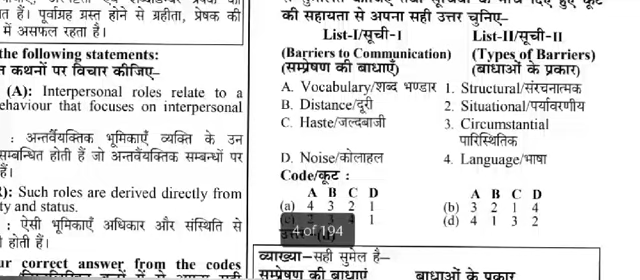 ता है। पूर्वाग्रह ग्रस्त होने से ग्रहीता, प्रेषक की
में असफल रहता है।
the following statements:
न कथनों पर विचार कीजिए–
(A): Interpersonal roles relate to a
ehaviour that focuses on interpersonal
: अन्तर्वैयक्तिक भूमिकाएँ व्यक्ति के उन
सम्बन्धित होती हैं जो अन्तर्वैयक्तिक सम्बन्धों पर
हैं।
): Such roles are derived directly from
ty and status.
: ऐसी भूमिकाएँ अधिकार और संस्थिति से
होती हैं।
ur correct answer from the codes
की सहायता से अपना सही उत्तर चुनिए–
List-I/सूची-I List-II/सूची-II
(Barriers to Communication) (Types of Barriers)
(सम्प्रेषण की बाधाएँ) (बाधाओं के प्रकार)
A. Vocabulary/शब्द भण्डार 1. Structural/संरचनात्मक
B. Distance/दूरी 2. Situational/पर्यावरणीय
C. Haste/जल्दबाजी 3. Circumstantial
पारिस्थितिक
D. Noise/कोलाहल 4. Language/भाषा
Code/कूट :
A B C D A B C D
(a) 4 3 2 1 (b) 3 2 1 4
1 (d) 4 1 3 2
4 of 194
व्याख्या–सही सुमेल है–
सम्प्रेषण की बाधाएं बाधाओं के प्रकार